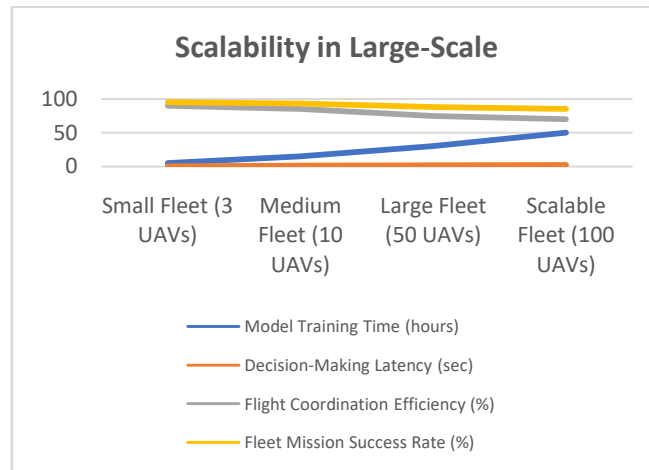 Scalability in Large-Scale
100
50
0
Small Fleet (3
UAVs)
Medium
Fleet (10
UAVs)
Large Fleet
(50 UAVs)
Scalable
Fleet (100
UAVs)
Model Training Time (hours)
Decision-Making Latency (sec)
Flight Coordination Efficiency (%)
Fleet Mission Success Rate (%)